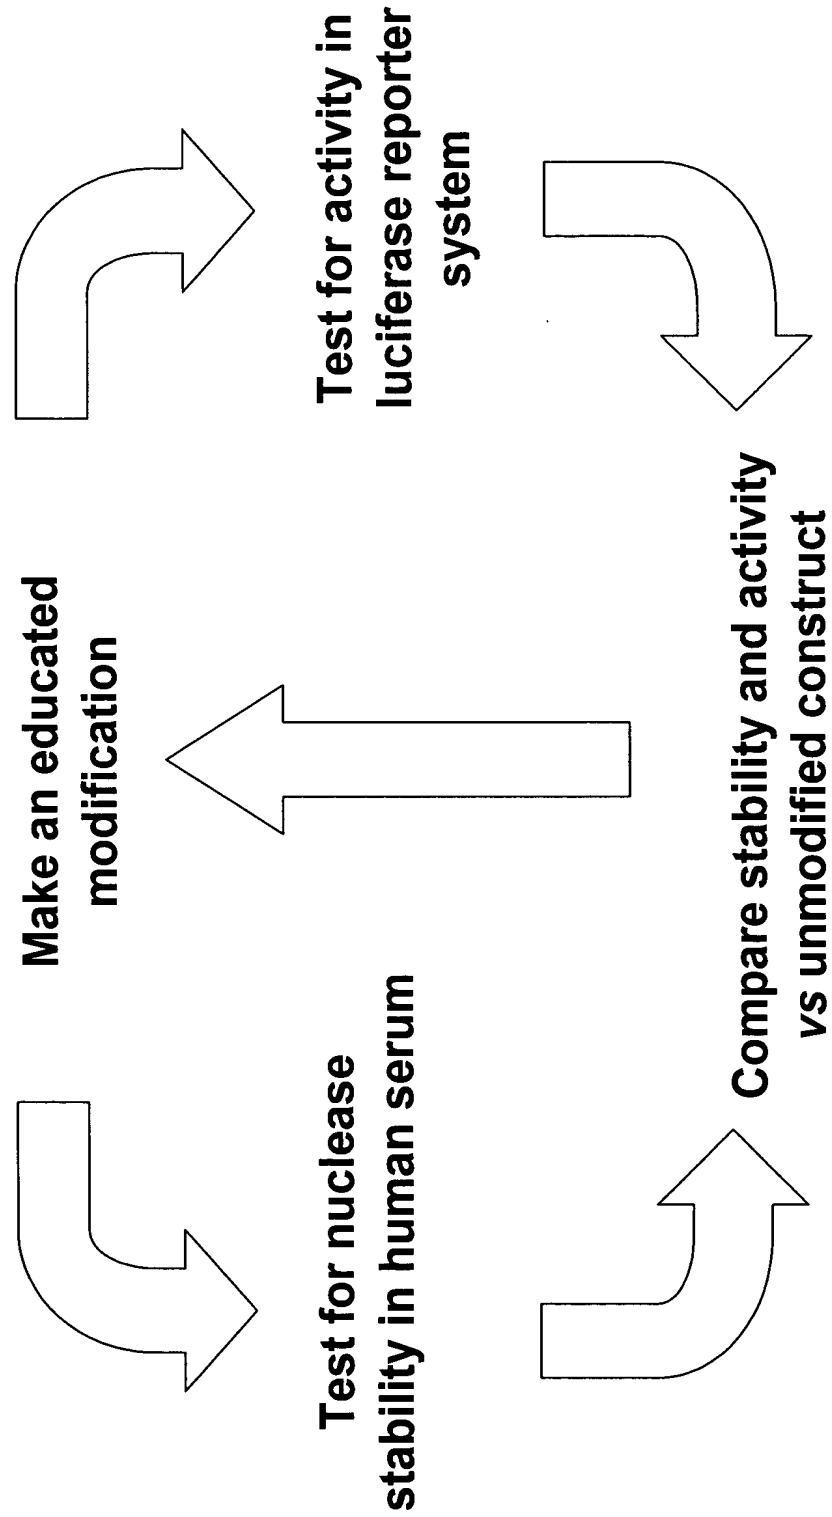 Make an educated
modification
Test for nuclease
stability in human serum
Test for activity in
luciferase reporter
system
Compare stability and activity
vs unmodified construct